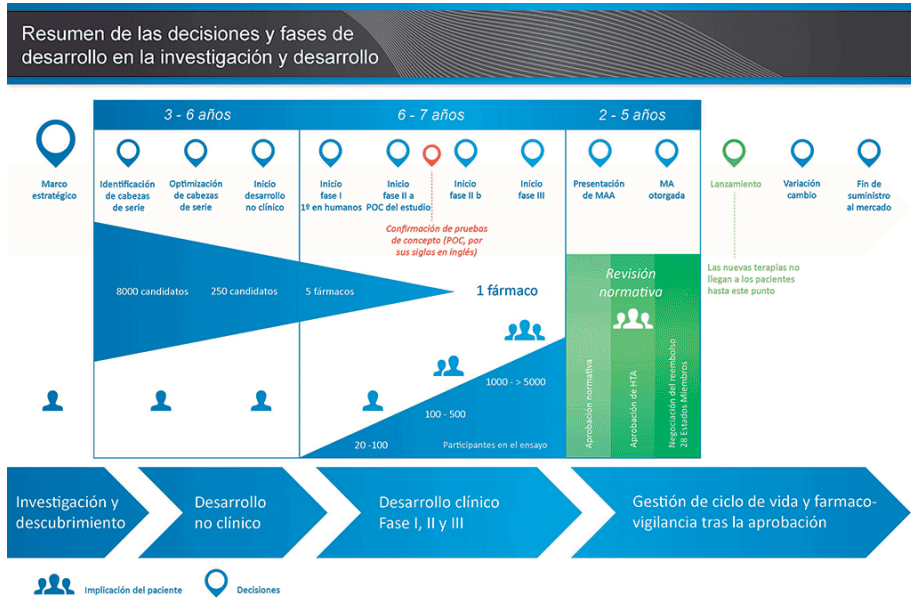 Resumen de las decisiones y fases de
desarrollo en la investigación y desarrollo
3 - 6 años
6 - 7 años
2 - 5 años
Marco
estratégico
Identificación
de cabezas
de serie
Optimización
de cabezas
de serie
Inicio
desarrollo
no clínico
Inicio
fase I
1º en humanos
Inicio
fase II a
POC del estudio
Inicio
fase II b
Inicio
fase III
Presentación
de MAA
MA
otorgada
Lanzamiento
Variación
cambio
Fin de
suministro
al mercado
Confirmación de pruebas
de concepto (POC, por
sus siglas en inglés)
Las nuevas terapias no
llegan a los pacientes
hasta este punto
8000 candidatos
250 candidatos
5 fármacos
1 fármaco
Revisión
normativa
Aprobación normativa
Aprobación de HTA
Negociación del reembolso
28 Estados Miembros
20 -100
100 - 500
1000 - > 5000
Participantes en el ensayo
Investigación y
descubrimiento
Desarrollo
no clínico
Desarrollo clínico
Fase I, II y III
Gestión de ciclo de vida y farmaco-
vigilancia tras la aprobación
Implicación del paciente
Decisiones